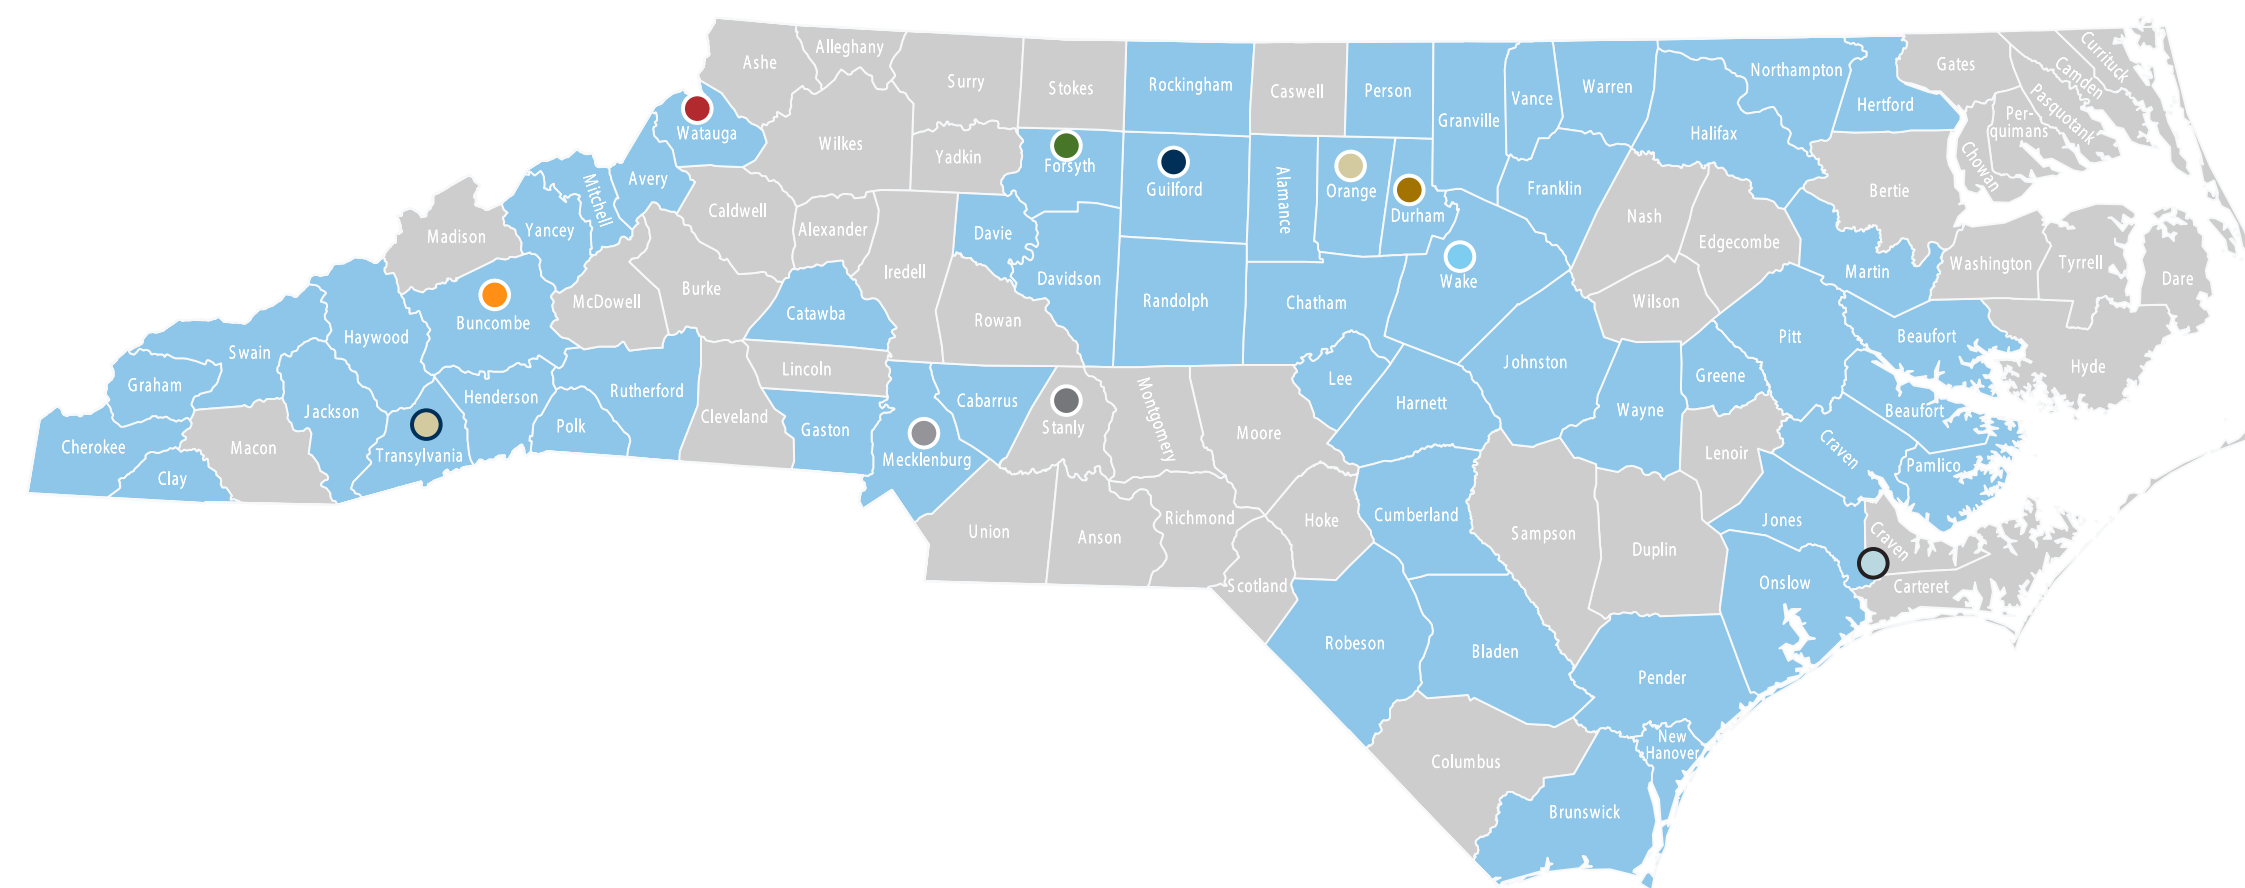 Alleghany
Ashe
Surry
Stokes
Rockingham
Caswell
Person
Granville
Vance
Warren
Northampton
Hertford
Gates
Currituck
Camden
Pasquotank
Per-
quimans
Chowan
Watauga
Wilkes
Yadkin
Forsyth
Guilford
Alamance
Orange
Durham
Franklin
Halifax
Bertie
Mitchell
Avery
Caldwell
Alexander
Davie
Nash
Edgecombe
Martin
Washington
Tyrrell
Dare
Madison
Yancey
Iredell
Davidson
Randolph
Chatham
Wake
Wilson
Buncombe
McDowell
Burke
Catawba
Rowan
Johnston
Pitt
Beaufort
Hyde
Haywood
Swain
Graham
Jackson
Henderson
Rutherford
Polk
Cleveland
Lincoln
Gaston
Cabarrus
Stanly
Montgomery
Moore
Lee
Harnett
Wayne
Greene
Beaufort
Cherokee
Clay
Macon
Transylvania
Mecklenburg
Lenoir
Craven
Pamlico
Union
Anson
Richmond
Hoke
Cumberland
Sampson
Duplin
Jones
Craven
Scotland
Onslow
Carteret
Robeson
Bladen
Pender
Columbus
New
Hanover
Brunswick